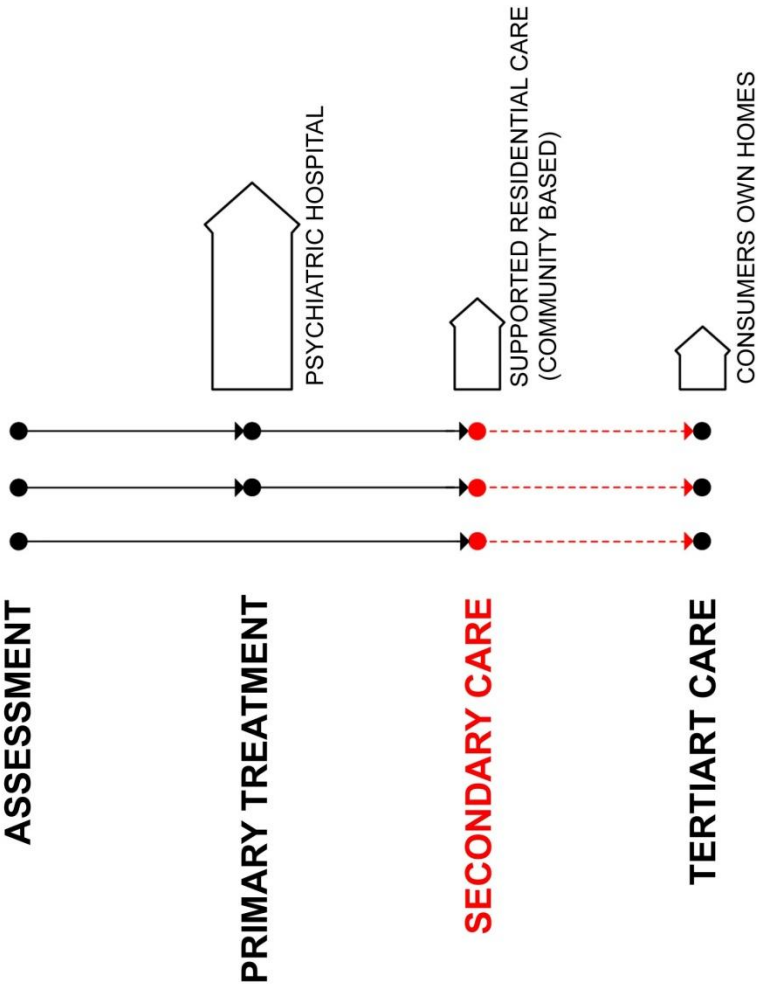 ASSESSMENT
PRIMARY TREATMENT
PSYCHIATRIC HOSPITAL
SECONDARY CARE
SUPPORTED RESIDENTIAL CARE
(COMMUNITY BASED)
TERTIART CARE
CONSUMERS OWN HOMES